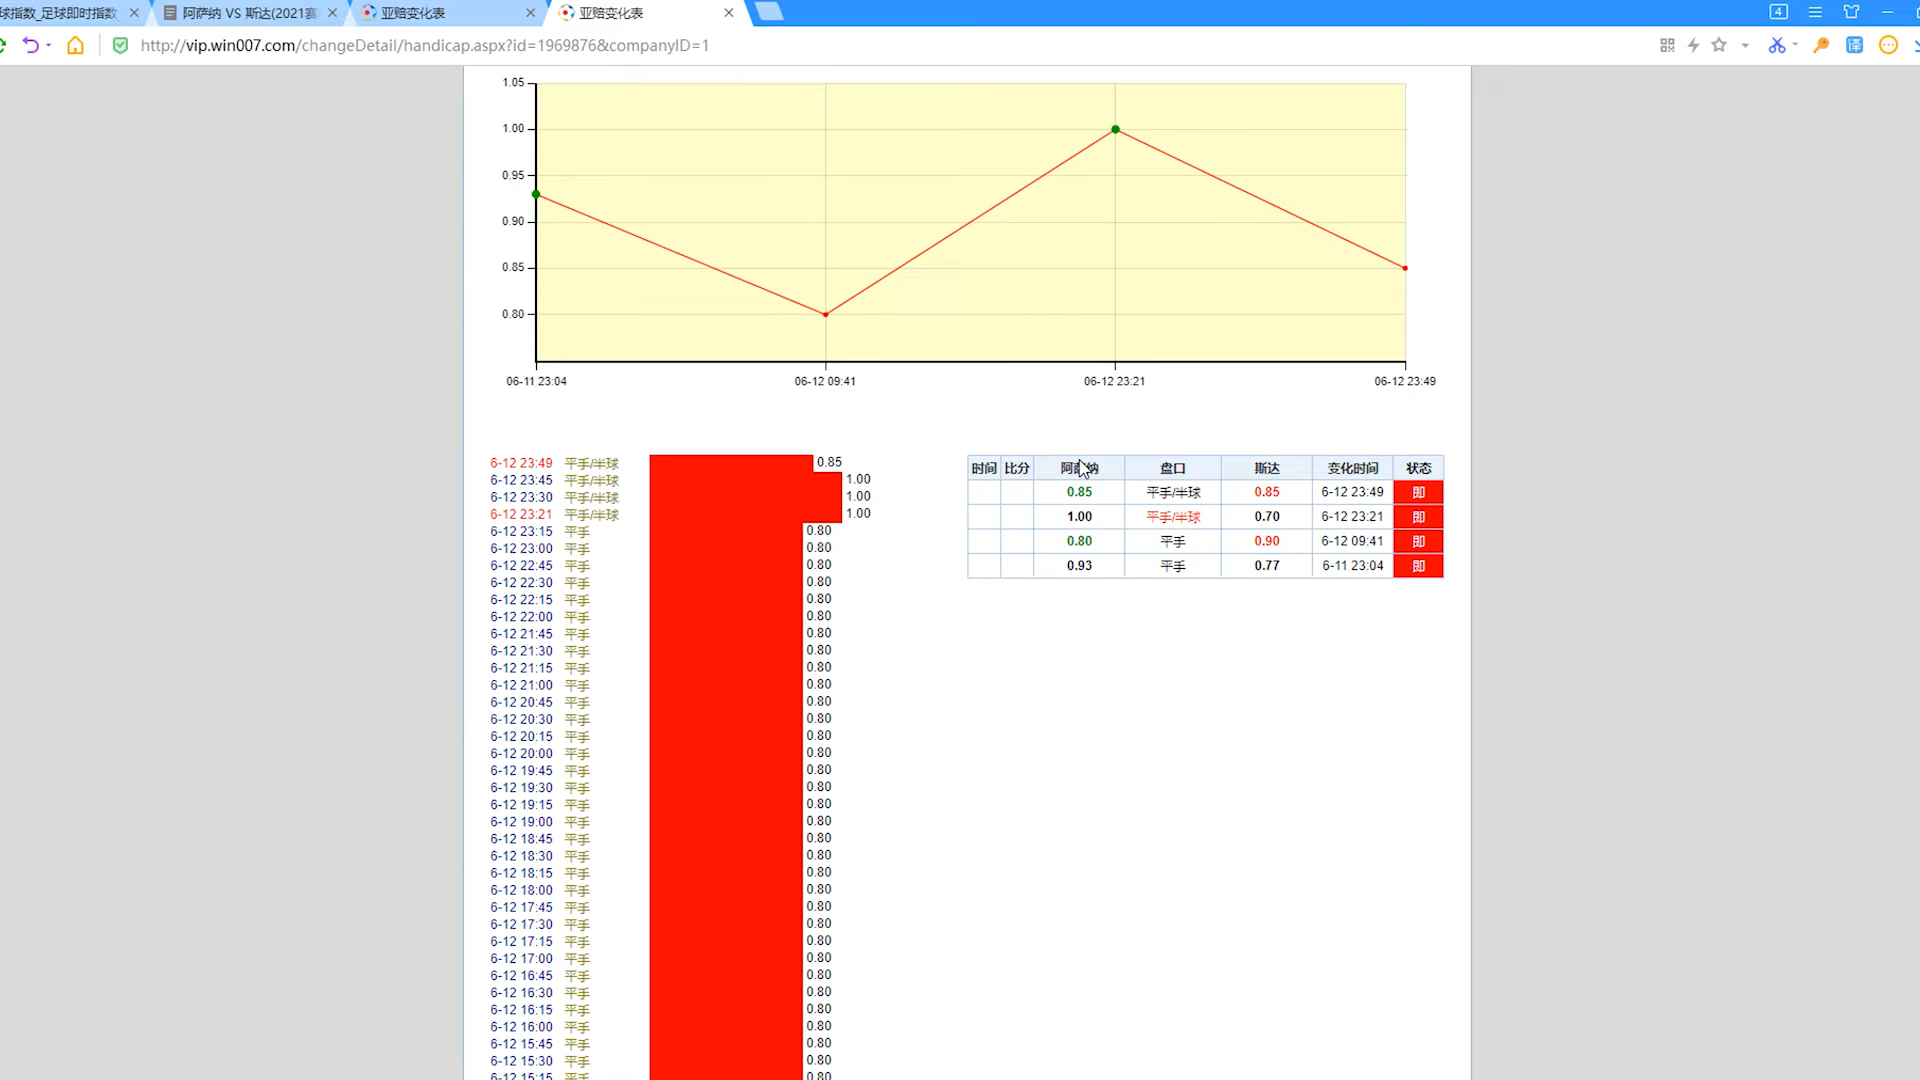 球指数_足球即时指数
阿萨纳 VS 斯达(2021赛
亚赔变化表
亚赔变化表
4
http://vip.win007.com/changeDetail/handicap.aspx?id=1969876&companyID=1
译
1.05
1.00
0.95
0.90
0.85
0.80
06-11 23:04 06-12 09:41 06-12 23:21 06-12 23:49
6-12 23:49 平手/半球 0.85
6-12 23:45 平手/半球 1.00
6-12 23:30 平手/半球 1.00
6-12 23:21 平手/半球 1.00
6-12 23:15 平手 0.80
6-12 23:00 平手 0.80
6-12 22:45 平手 0.80
6-12 22:30 平手 0.80
6-12 22:15 平手 0.80
6-12 22:00 平手 0.80
6-12 21:45 平手 0.80
6-12 21:30 平手 0.80
6-12 21:15 平手 0.80
6-12 21:00 平手 0.80
6-12 20:45 平手 0.80
6-12 20:30 平手 0.80
6-12 20:15 平手 0.80
6-12 20:00 平手 0.80
6-12 19:45 平手 0.80
6-12 19:30 平手 0.80
6-12 19:15 平手 0.80
6-12 19:00 平手 0.80
6-12 18:45 平手 0.80
6-12 18:30 平手 0.80
6-12 18:15 平手 0.80
6-12 18:00 平手 0.80
6-12 17:45 平手 0.80
6-12 17:30 平手 0.80
6-12 17:15 平手 0.80
6-12 17:00 平手 0.80
6-12 16:45 平手 0.80
6-12 16:30 平手 0.80
6-12 16:15 平手 0.80
6-12 16:00 平手 0.80
6-12 15:45 平手 0.80
6-12 15:30 平手 0.80
6-12 15:15 平手 0.80
时间 比分 阿萨纳 盘口 斯达 变化时间 状态
0.85 平手/半球 0.85 6-12 23:49 即
1.00 平手/半球 0.70 6-12 23:21 即
0.80 平手 0.90 6-12 09:41 即
0.93 平手 0.77 6-11 23:04 即